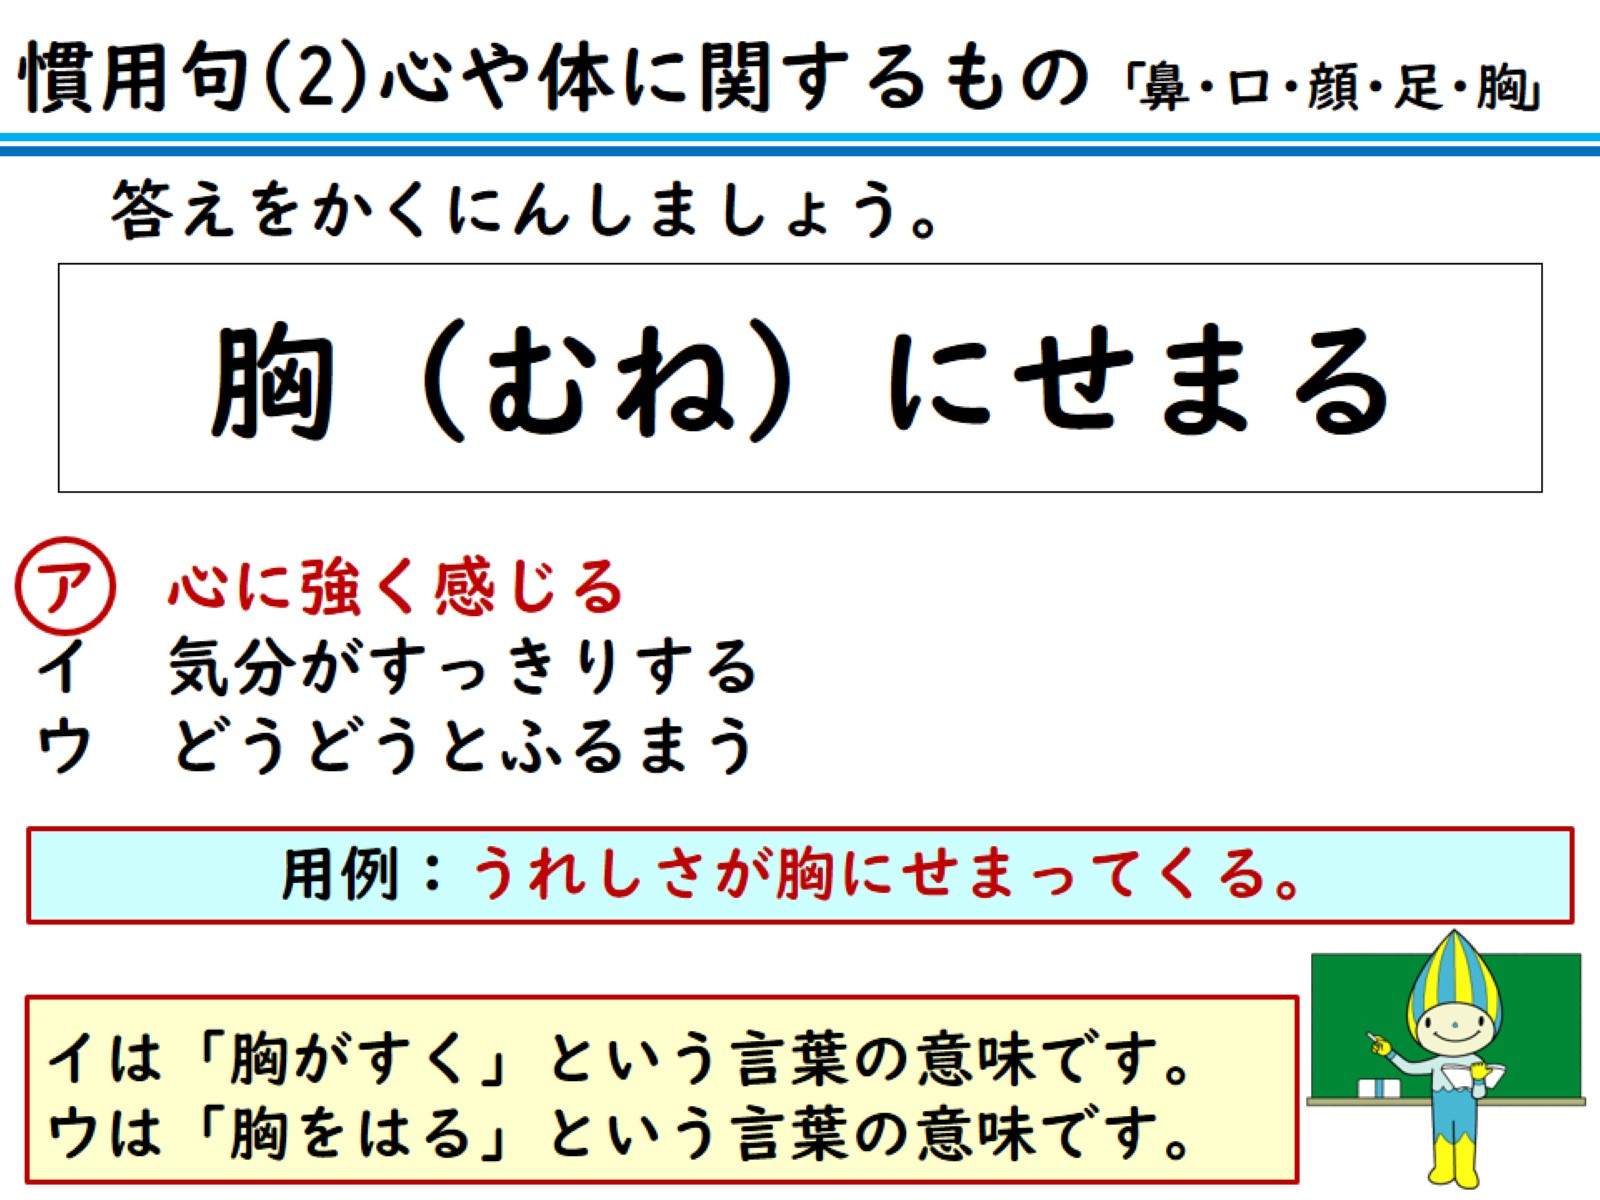 慣用句(2)心や体に関するもの「鼻・口・顔・足・胸」
答えをかくにんしましょう。
胸（むね）にせまる
ア　心に強く感じる
イ　気分がすっきりする
ウ　どうどうとふるまう
用例：うれしさが胸にせまってくる。
イは「胸がすく」という言葉の意味です。
ウは「胸をはる」という言葉の意味です。